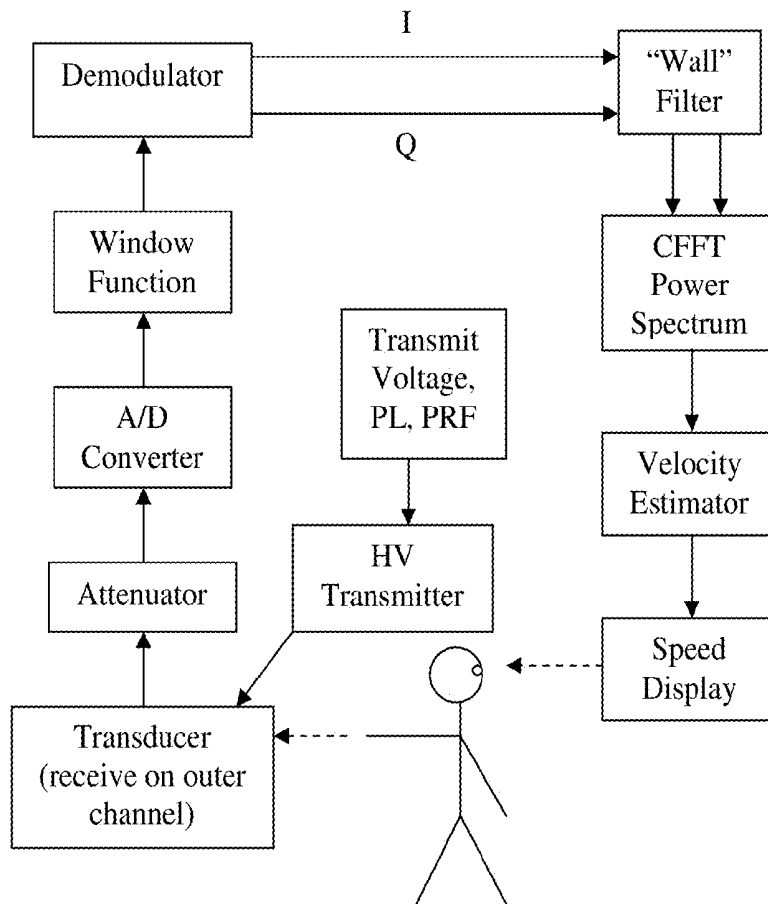 I
Demodulator
“Wall”
Filter
Q
Window
Function
CFFT
Power
Spectrum
Transmit
Voltage,
PL, PRF
A/D
Converter
Velocity
Estimator
HV
Transmitter
Attenuator
Speed
Display
Transducer
(receive on outer
channel)